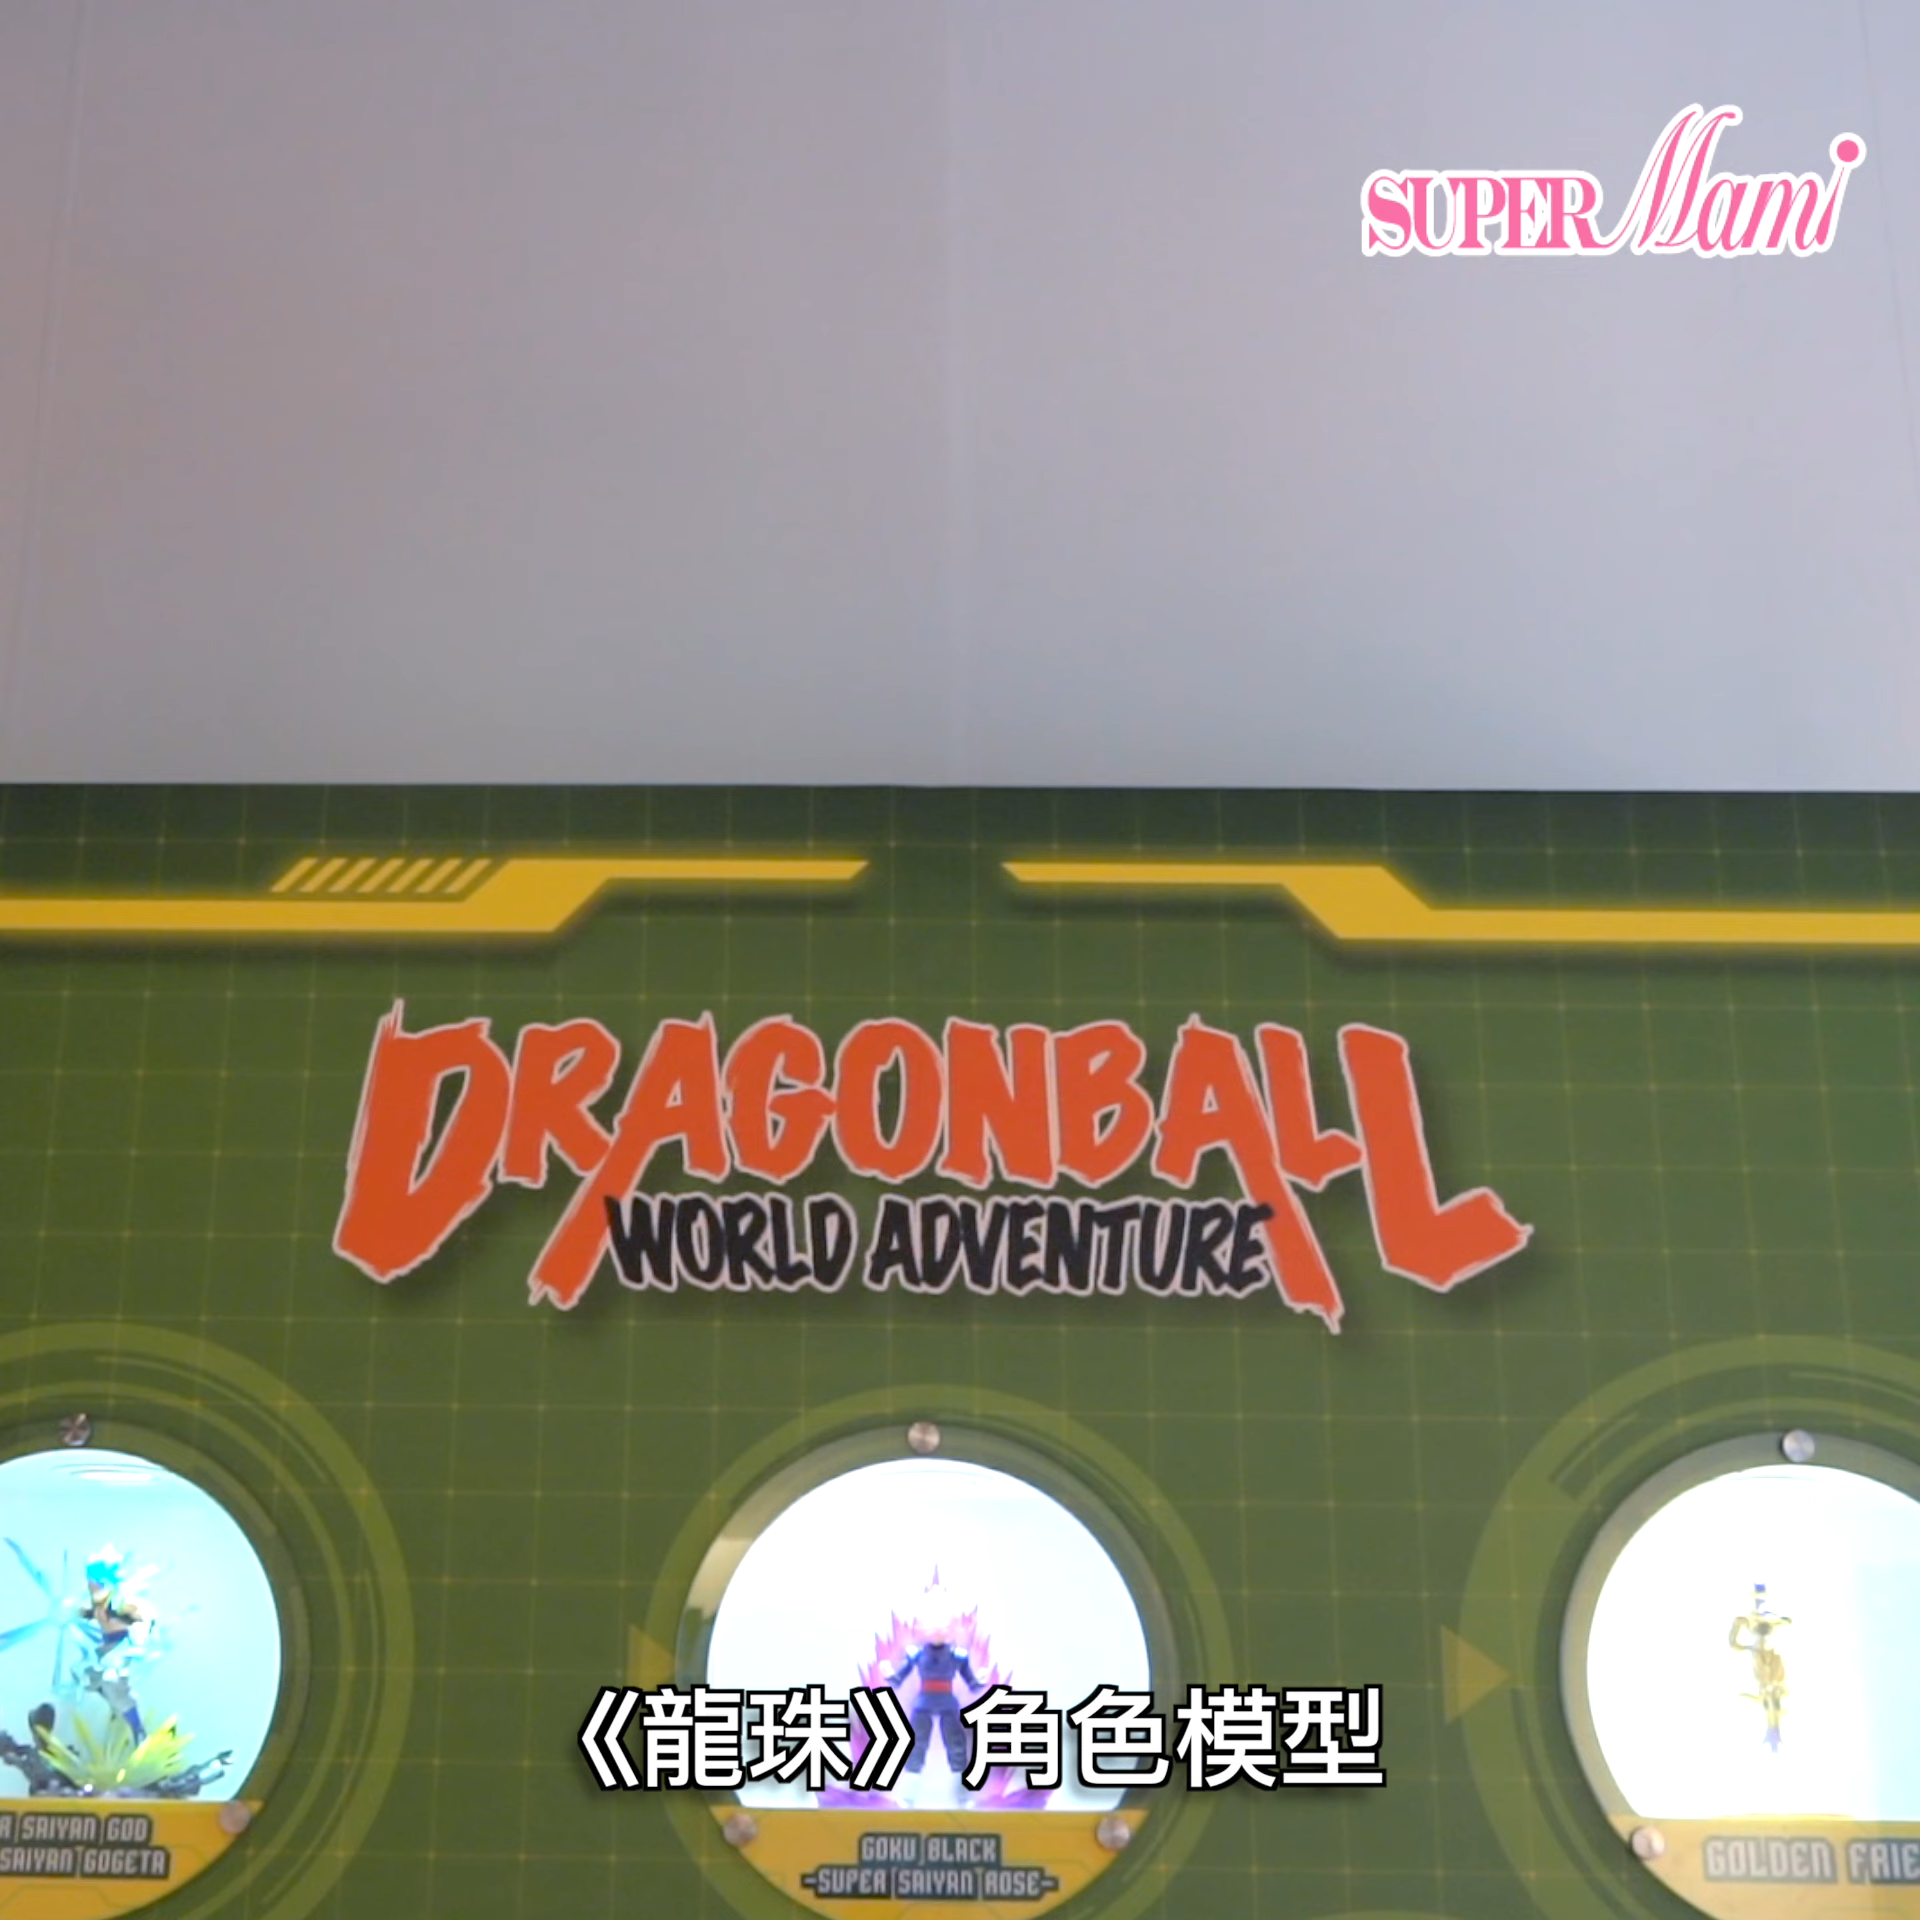 SUPER Mami
DRAGONBALL
WORLD ADVENTURE
《龍珠》角色模型
SAIYAN GOD
SAIYAN GOGETA
GOKU BLACK
-SUPER SAIYAN ROSE-
GOLDEN